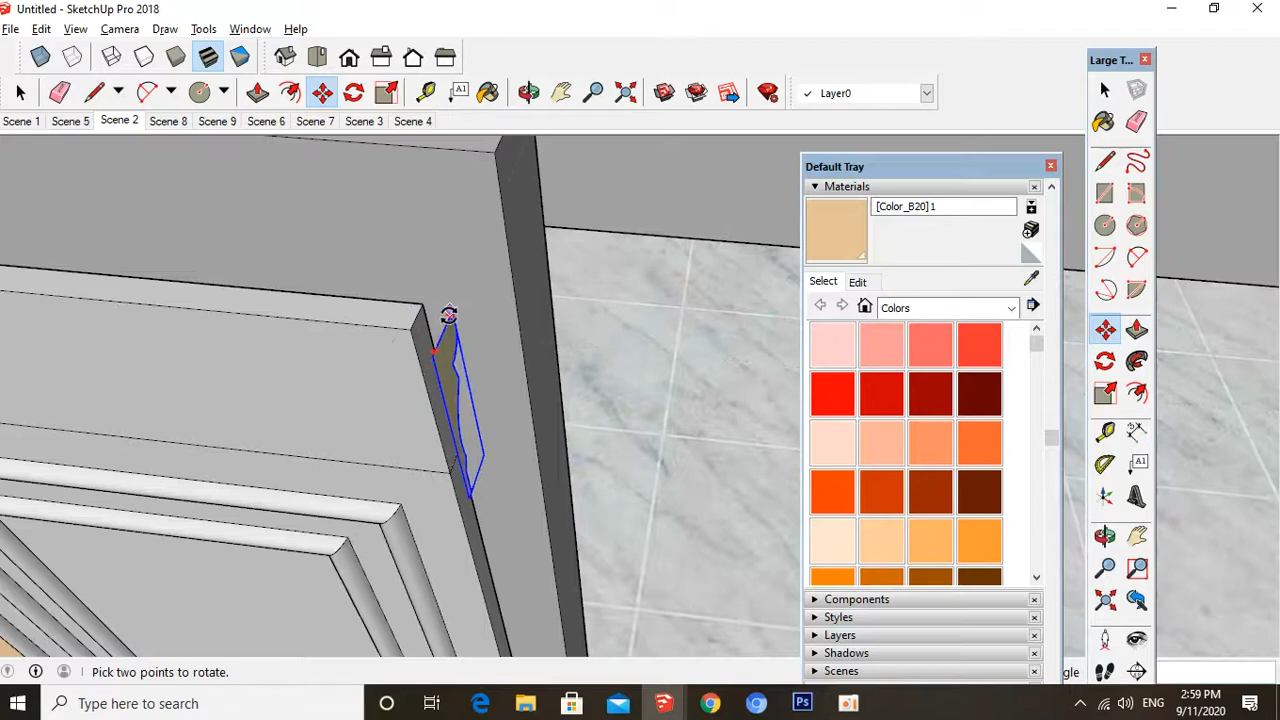 Untitled - SketchUp Pro 2018
File Edit View Camera Draw Tools Window Help
A1
Layer0
Large T...
Scene 1 Scene 5 Scene 2 Scene 8 Scene 9 Scene 6 Scene 7 Scene 3 Scene 4
Default Tray
Materials
[Color_B20]1
Select Edit
Colors
A1
Components
Styles
Layers
Shadows
Scenes
Pick two points to rotate.
Type here to search
Ps
ENG
2:59 PM
9/11/2020